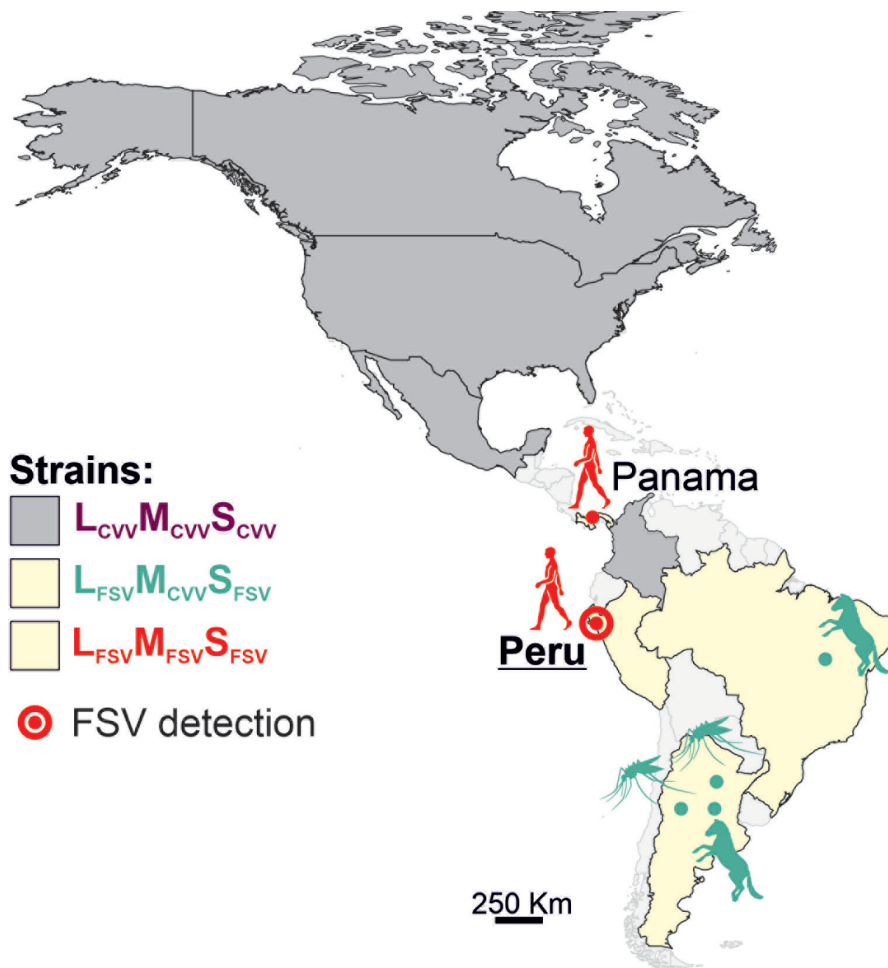 Panama
Peru
Strains:
LCVVMCVVSCVV
LFSVMCVVSFSV
LFSVMFSVSFSV
FSV detection
250 Km